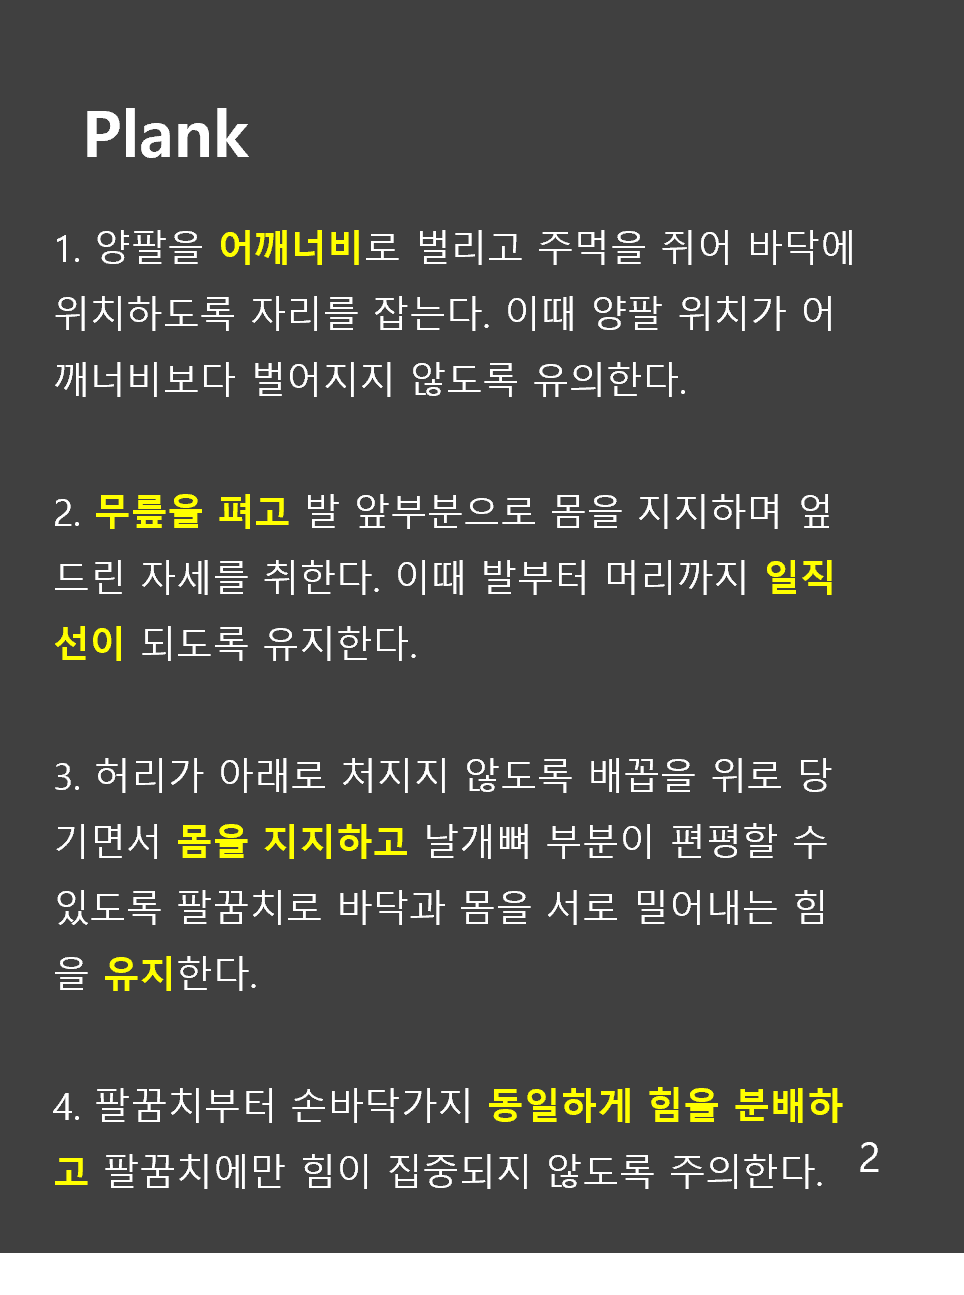 Plank
1. 양팔을 어깨너비로 벌리고 주먹을 쥐어 바닥에
위치하도록 자리를 잡는다. 이때 양팔 위치가 어
깨너비보다 벌어지지 않도록 유의한다.
2. 무릎을 펴고 발 앞부분으로 몸을 지지하며 엎
드린 자세를 취한다. 이때 발부터 머리까지 일직
선이 되도록 유지한다.
3. 허리가 아래로 처지지 않도록 배꼽을 위로 당
기면서 몸을 지지하고 날개뼈 부분이 편평할 수
있도록 팔꿈치로 바닥과 몸을 서로 밀어내는 힘
을 유지한다.
4. 팔꿈치부터 손바닥가지 동일하게 힘을 분배하
고 팔꿈치에만 힘이 집중되지 않도록 주의한다.
2